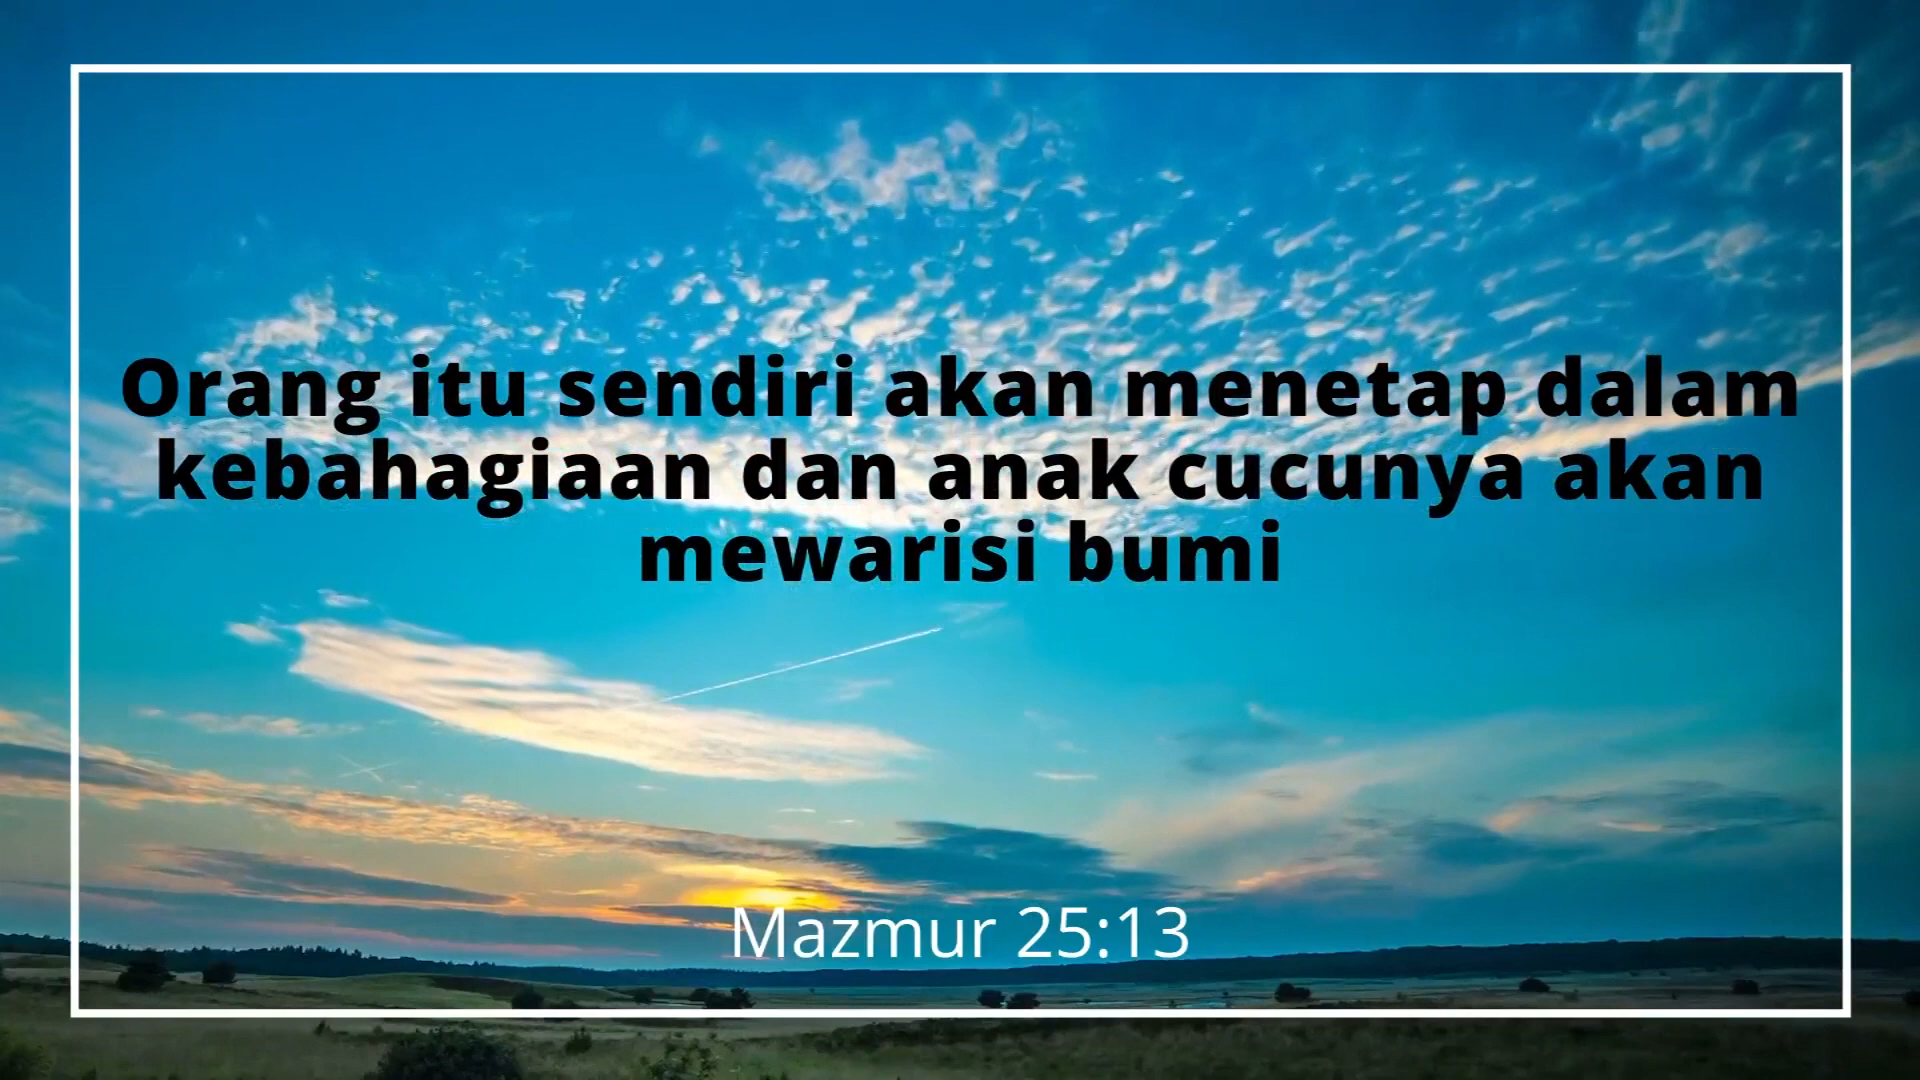 Orang itu sendiri akan menetap dalam
kebahagiaan dan anak cucunya akan
mewarisi bumi
Mazmur 25:13